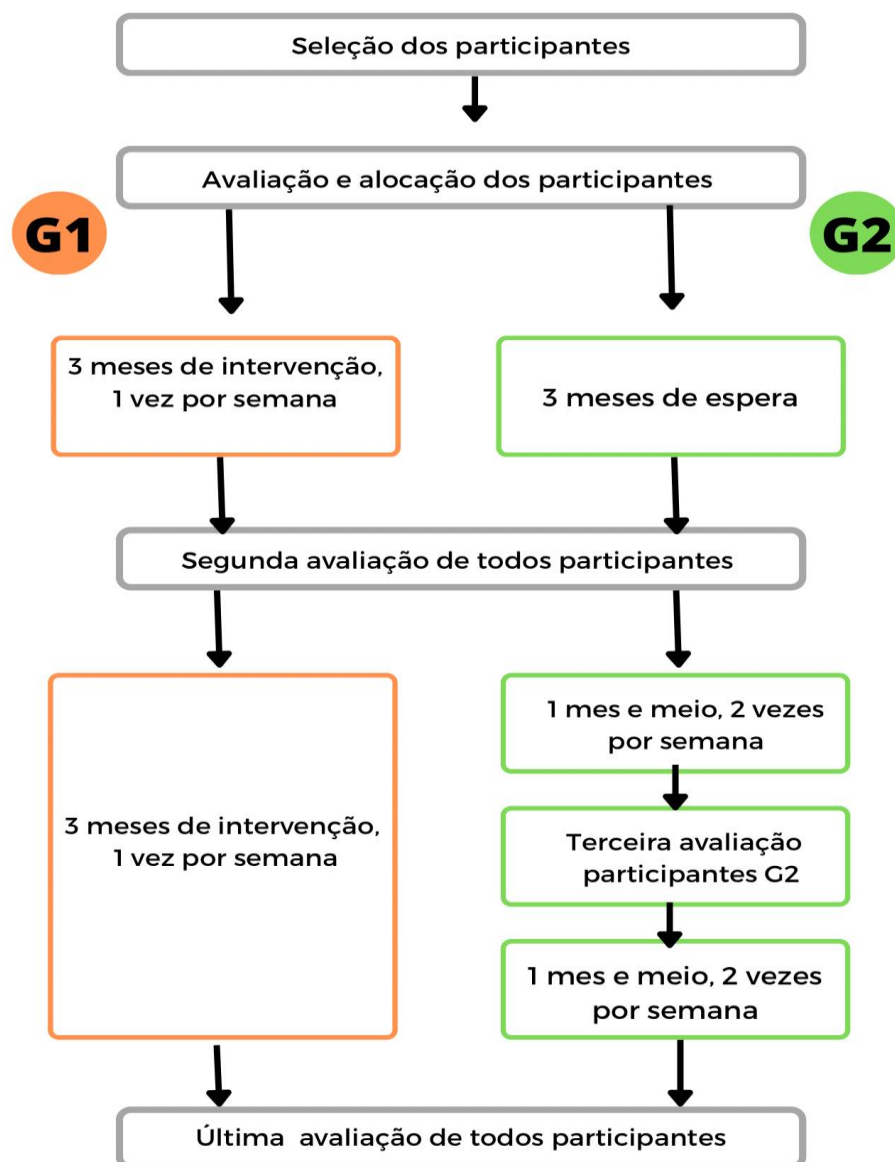 Seleção dos participantes
Avaliação e alocação dos participantes
G1
G2
3 meses de intervenção,
1 vez por semana
3 meses de espera
Segunda avaliação de todos participantes
3 meses de intervenção,
1 vez por semana
1 mes e meio, 2 vezes
por semana
Terceira avaliação
participantes G2
1 mes e meio, 2 vezes
por semana
Última avaliação de todos participantes